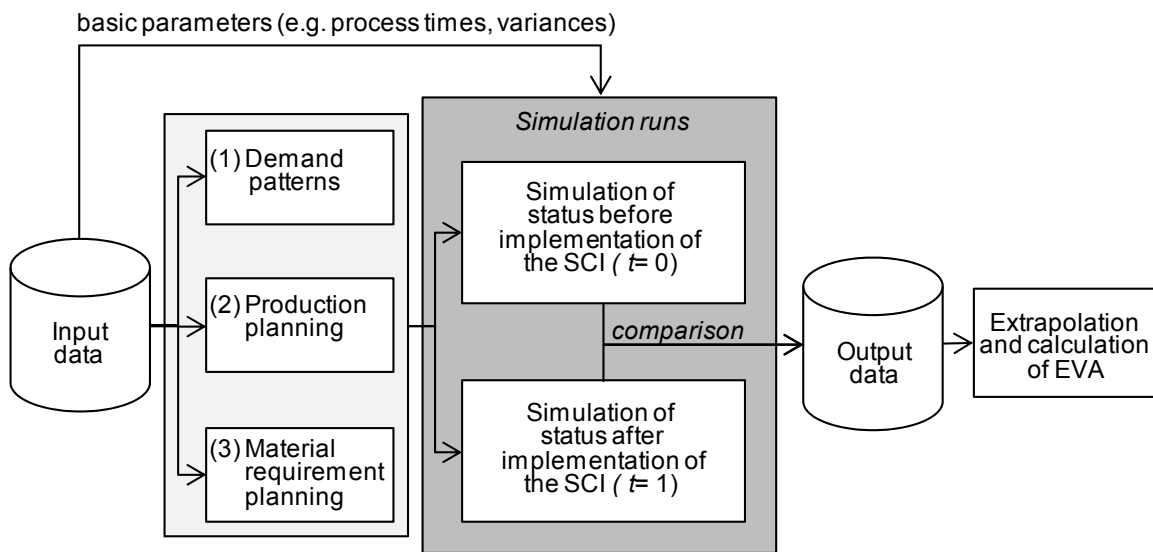 basic parameters (e.g. process times, variances)
Simulation runs
(1) Demand
patterns
(2) Production
planning
(3) Material
requirement
planning
Input
data
Simulation of
status before
implementation of
the SCI ( t= 0)
comparison
Simulation of
status after
implementation of
the SCI ( t= 1)
Output
data
Extrapolation
and calculation
of EVA